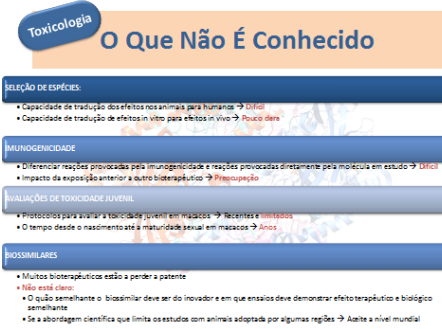 Toxicologia
O Que Não É Conhecido
SELEÇÃO DE ESPÉCIES:
• Capacidade de tradução dos efeitos nos animais para humanos → Difícil
• Capacidade de tradução de efeitos in vitro para efeitos in vivo → Pouco clara
IMUNOGENICIDADE
• Diferenciar reações provocadas pela imunogenicidade e reações provocadas diretamente pela molécula em estudo → Difícil
• Impacto da exposição anterior a outro bioterapêutico → Preocupação
AVALIAÇÕES DE TOXICIDADE JUVENIL
• Protocolos para avaliar a toxicidade juvenil em macacos → Recentes e limitados
• O tempo desde o nascimento até a maturidade sexual em macacos → Anos
BIOSSIMILARES
• Muitos bioterapêuticos estão a perder a patente
• Não está claro:
• O quão semelhante o biossimilar deve ser do inovador e em que ensaios deve demonstrar efeito terapêutico e biológico
semelhante
• Se a abordagem científica que limita os estudos com animais adoptada por algumas regiões → Aceite a nível mundial